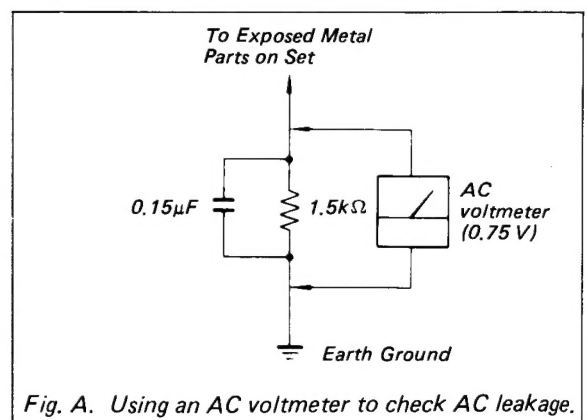 To Exposed Metal
Parts on Set
0.15μF
1.5kΩ
AC
voltmeter
(0.75 V)
Earth Ground
Fig. A. Using an AC voltmeter to check AC leakage.